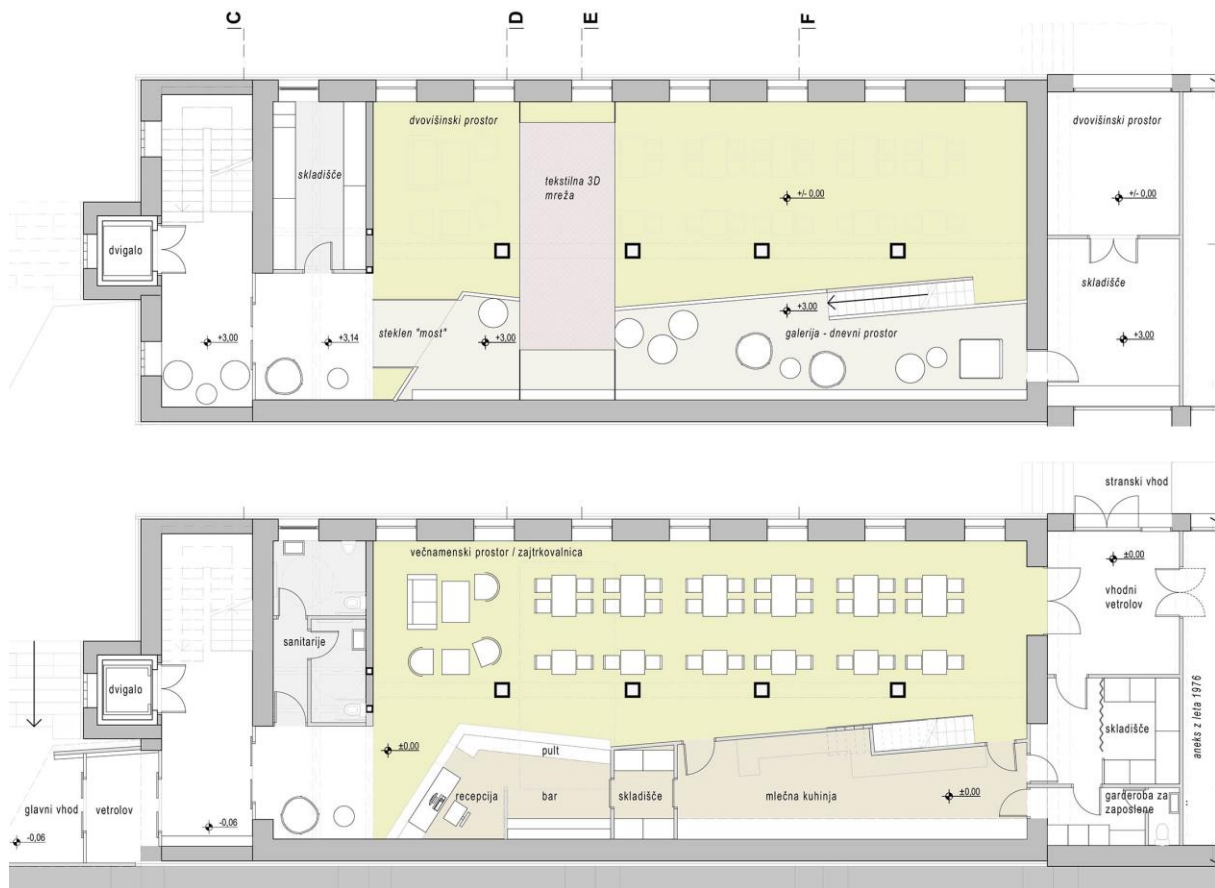 C
D
E
F
dvovišinski prostor
dvovišinski prostor
skladišče
tekstilna 3D
mreža
+/- 0,00
+/- 0,00
dvigalo
skladišče
+3,00
steklen "most"
galerija - dnevni prostor
+3,00
+3,14
+3,00
+3,00
stranski vhod
večnamenski prostor / zajtrkovalnica
±0.00
vhodni
vetrolov
sanitarije
dvigalo
aneks z leta 1976
skladišče
±0.00
pult
glavni vhod
vetrolov
recepcija
bar
skladišče
mlečna kuhinja
±0.00
garderoba za
zaposlene
-0,06
-0,06